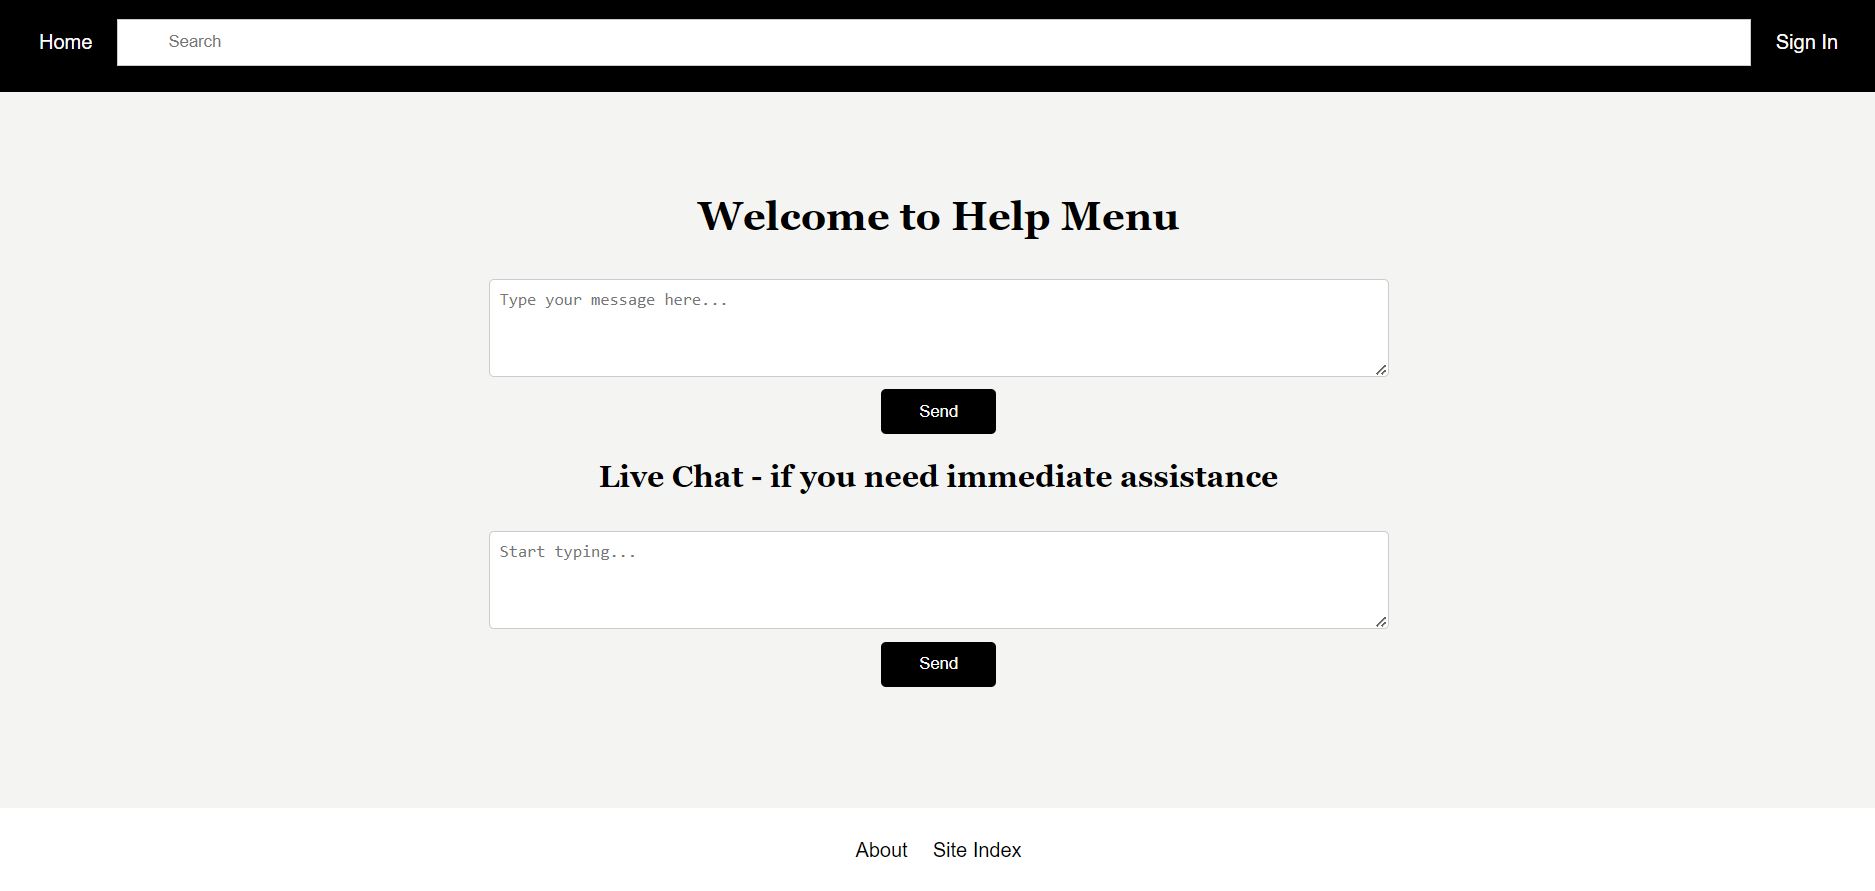 Home Search Sign In
Welcome to Help Menu
Type your message here...
Send
Live Chat - if you need immediate assistance
Start typing...
Send
About Site Index